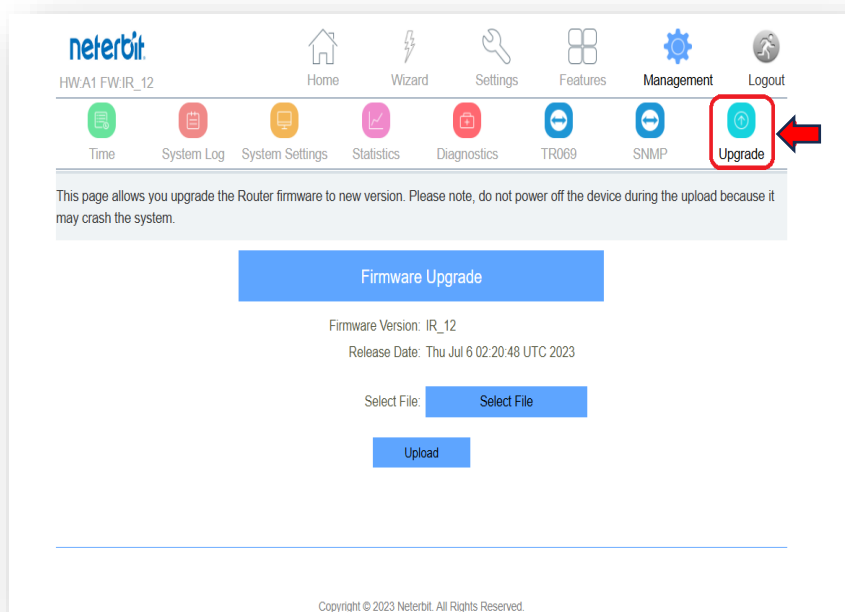 neterbit.
HW:A1 FW:IR_12
Home Wizard Settings Features Management Logout
Time System Log System Settings Statistics Diagnostics TR069 SNMP Upgrade
This page allows you upgrade the Router firmware to new version. Please note, do not power off the device during the upload because it
may crash the system.
Firmware Upgrade
Firmware Version: IR_12
Release Date: Thu Jul 6 02:20:48 UTC 2023
Select File: Select File
Upload
Copyright © 2023 Neterbit. All Rights Reserved.